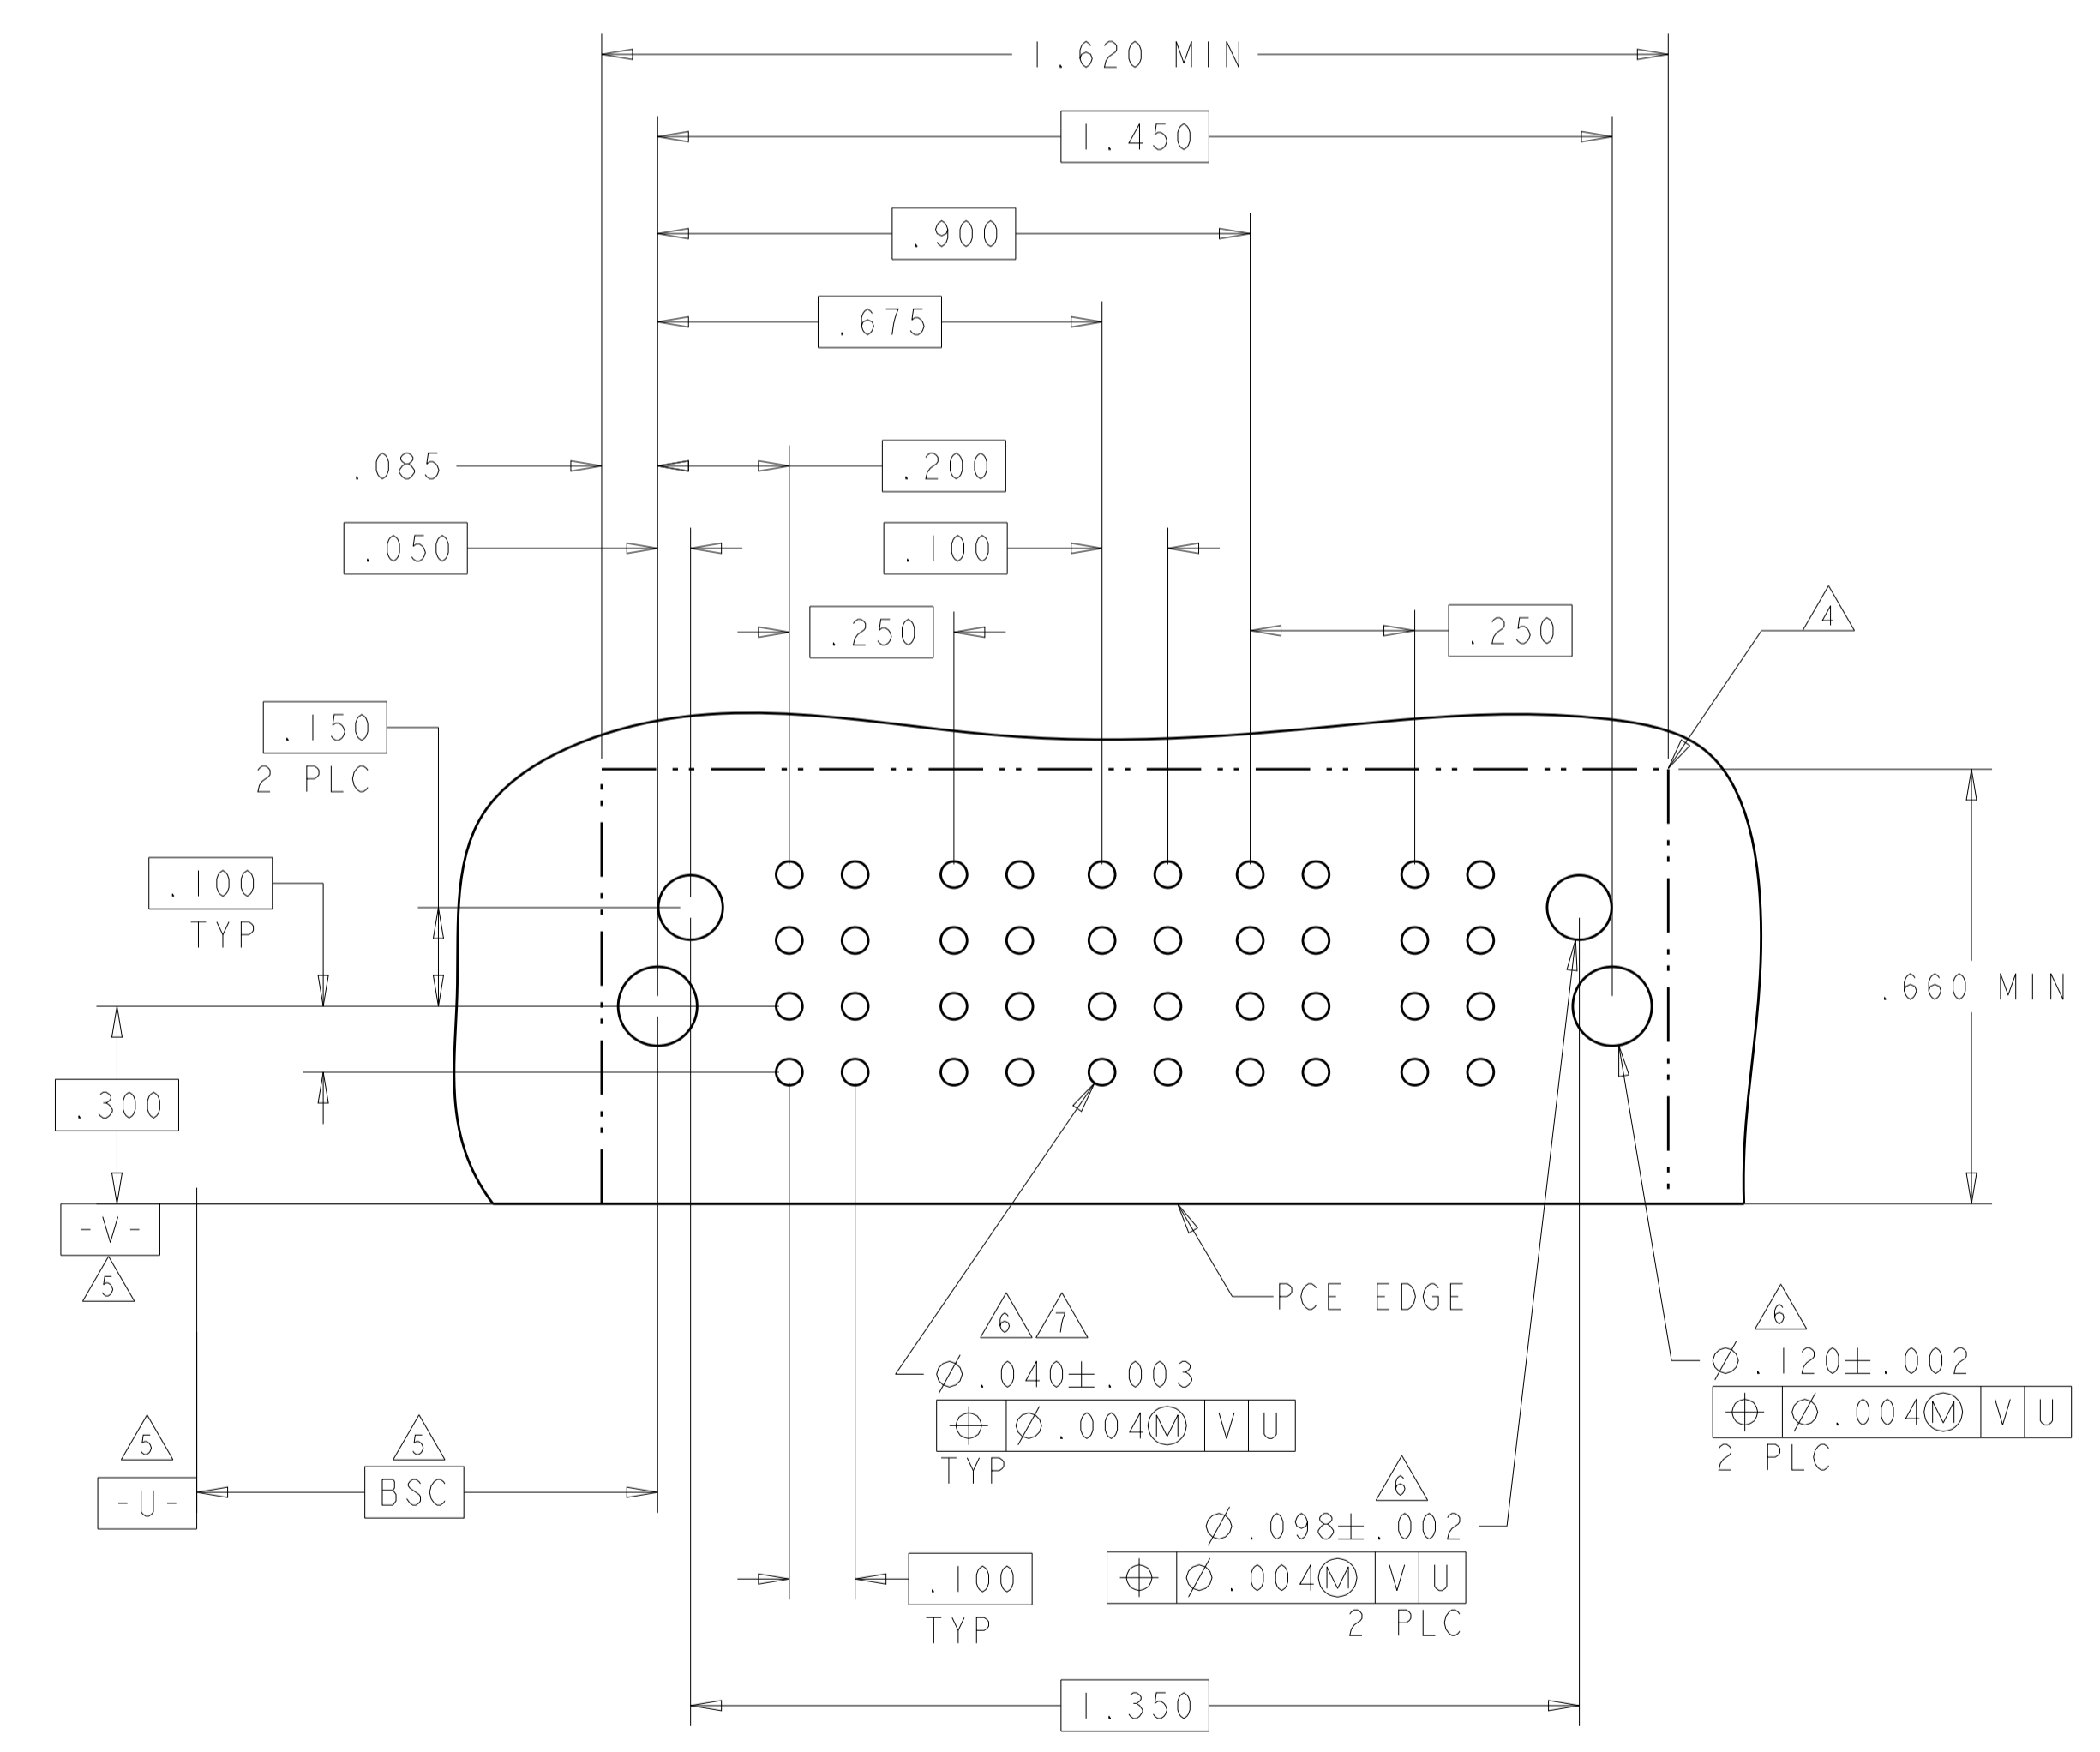 1.620 MIN
1.450
.900
.675
.085
.200
.050
.100
.250
.250
4
.150
2 PLC
.100
TYP
.660 MIN
.300
-V-
5
PCE EDGE
6 7
⌀.040±.003
⌖ ⌀.004Ⓜ V U
TYP
6
⌀.120±.002
⌖ ⌀.004Ⓜ V U
2 PLC
5
-U-
5
BSC
6
⌀.098±.002
⌖ ⌀.004Ⓜ V U
2 PLC
.100
TYP
1.350